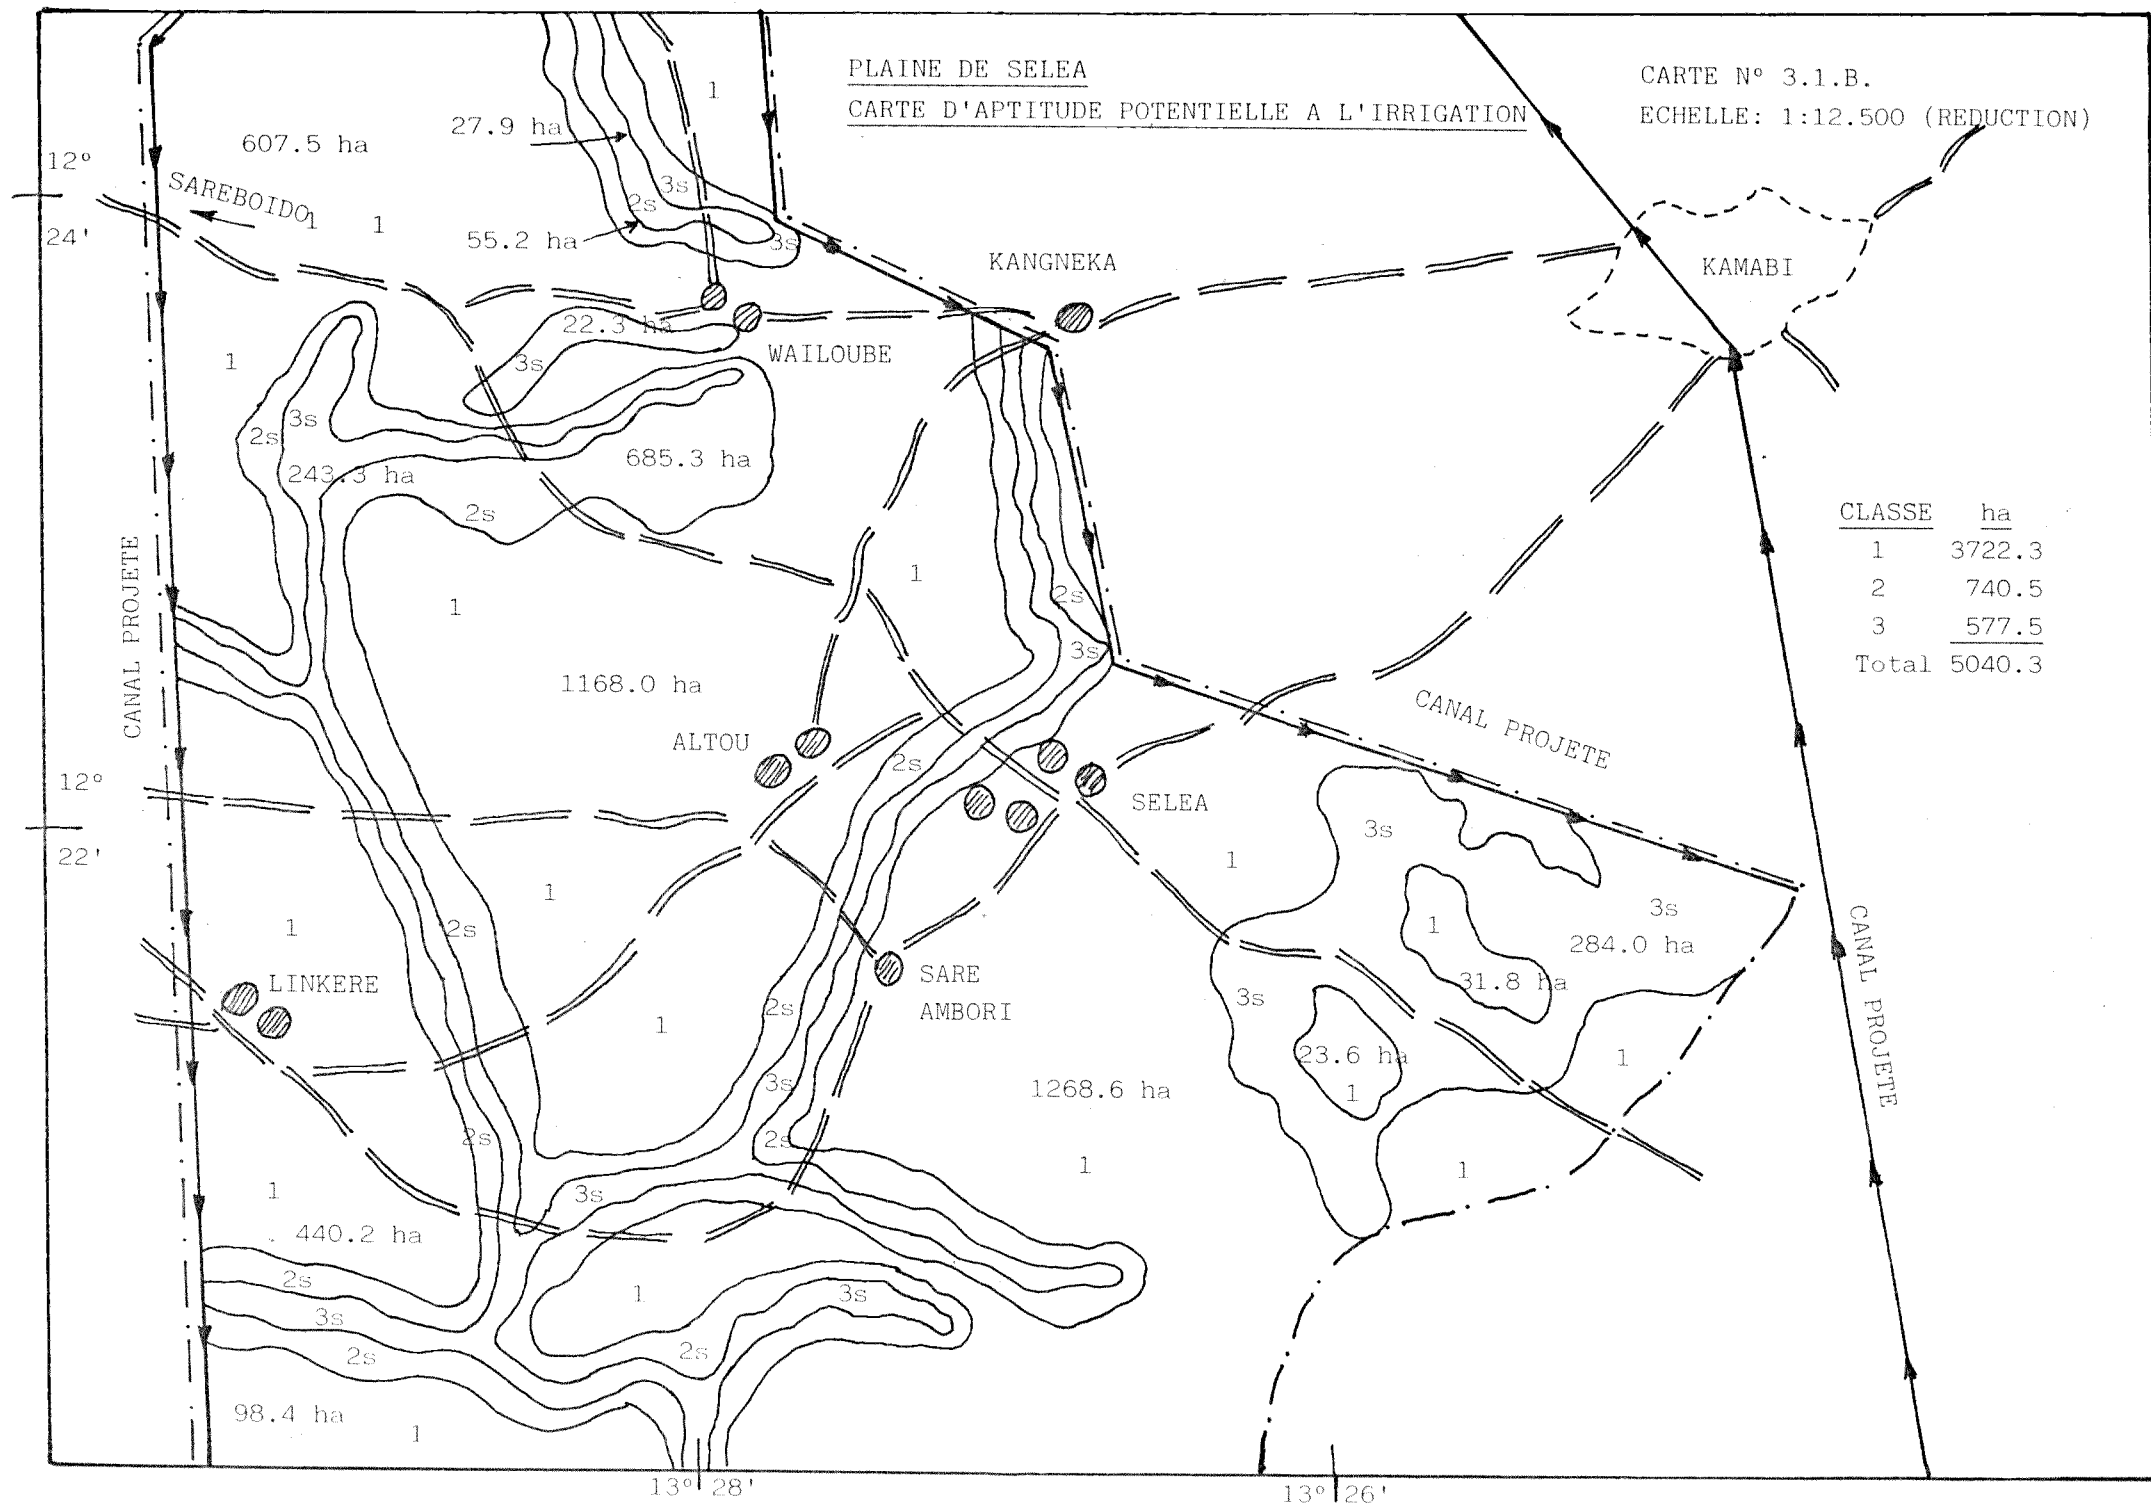 PLAINE DE SELEA
CARTE D'APTITUDE POTENTIELLE A L'IRRIGATION
CARTE Nº 3.1.B.
ECHELLE: 1:12.500 (REDUCTION)
1
27.9 ha
607.5 ha
12°
24'
SAREBOIDO
1
1
3s
2s
55.2 ha
3s
KANGNEKA
KAMABI
22.3 ha
WAILOUBE
1
3s
3s
2s
243.3 ha
685.3 ha
2s
CLASSE ha
1 3722.3
2 740.5
3 577.5
Total 5040.3
CANAL PROJETE
1
1
2s
3s
1168.0 ha
CANAL PROJETE
ALTOU
2s
12°
22'
SELEA
3s
1
1
1
2s
1
3s
284.0 ha
CANAL PROJETE
LINKERE
SARE
AMBORI
31.8 ha
3s
2s
1
23.6 ha
1
1
3s
1268.6 ha
2s
2s
1
1
1
3s
440.2 ha
2s
3s
1
3s
2s
2s
98.4 ha
1
13° 28'
13° 26'